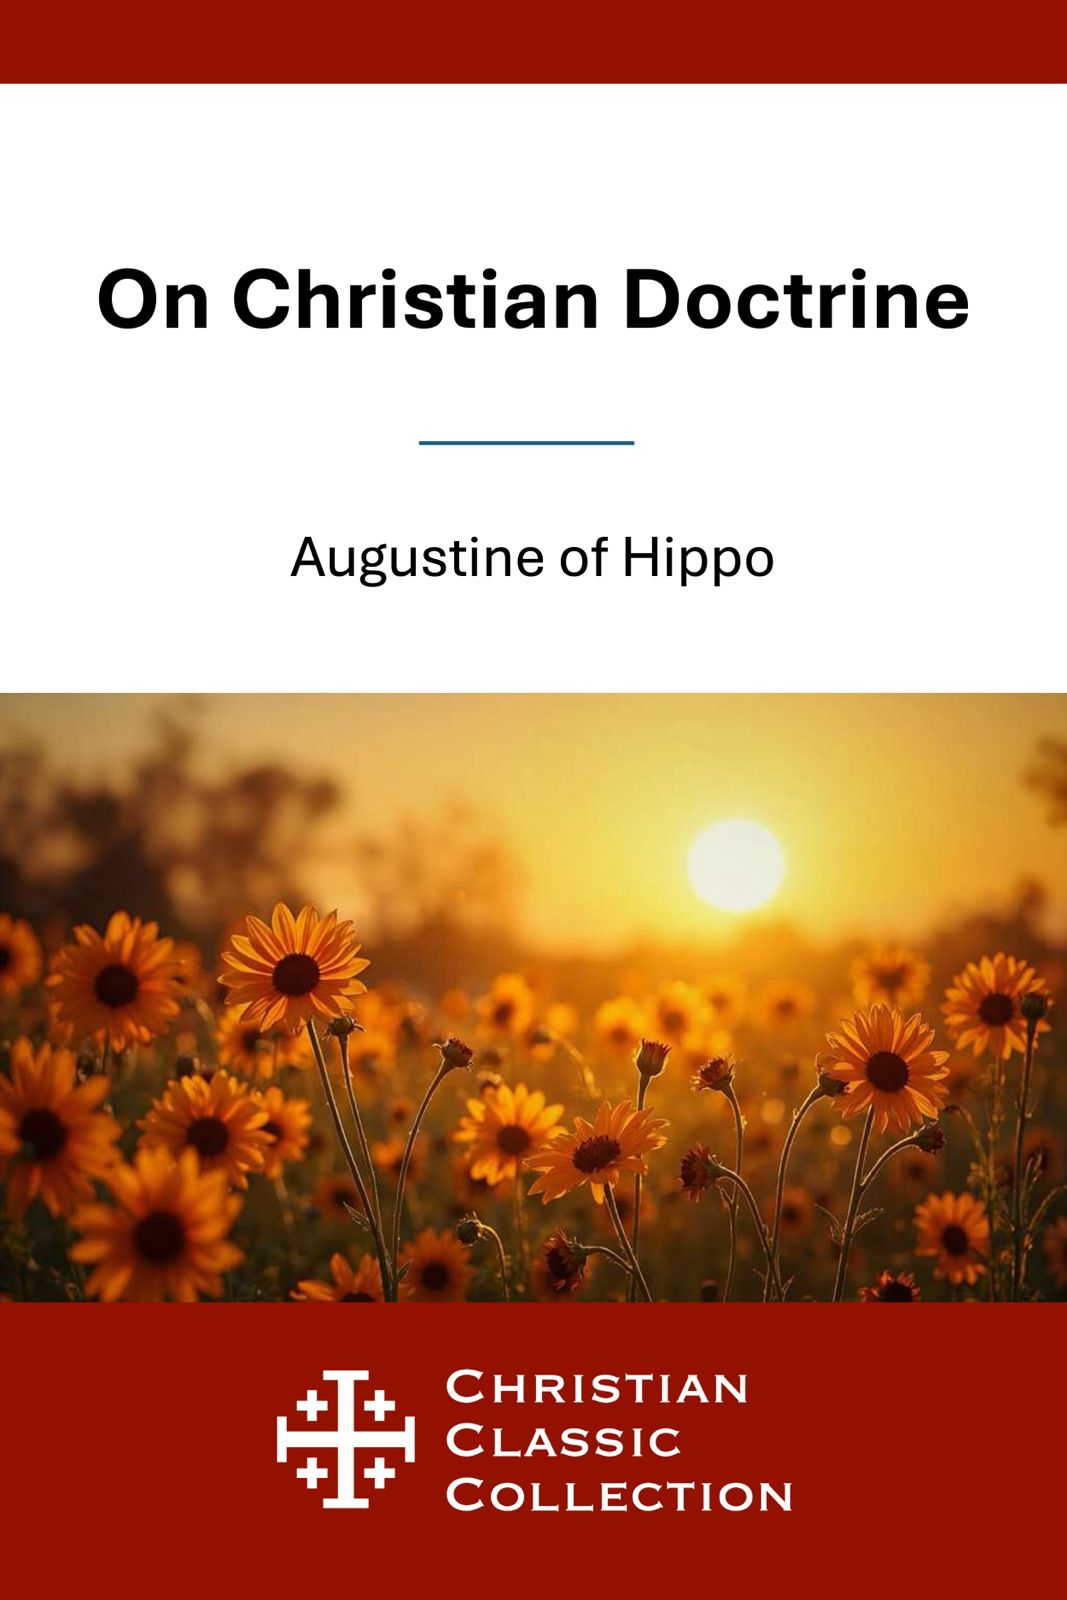 On Christian Doctrine
Augustine of Hippo
Christian
Classic
Collection